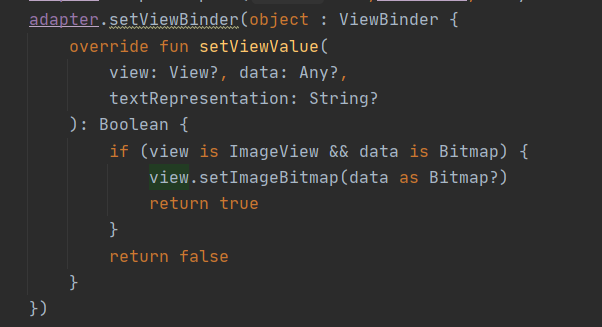 adapter.setViewBinder(object : ViewBinder {
    override fun setViewValue(
        view: View?, data: Any?,
        textRepresentation: String?
    ): Boolean {
        if (view is ImageView && data is Bitmap) {
            view.setImageBitmap(data as Bitmap?)
            return true
        }
        return false
    }
})